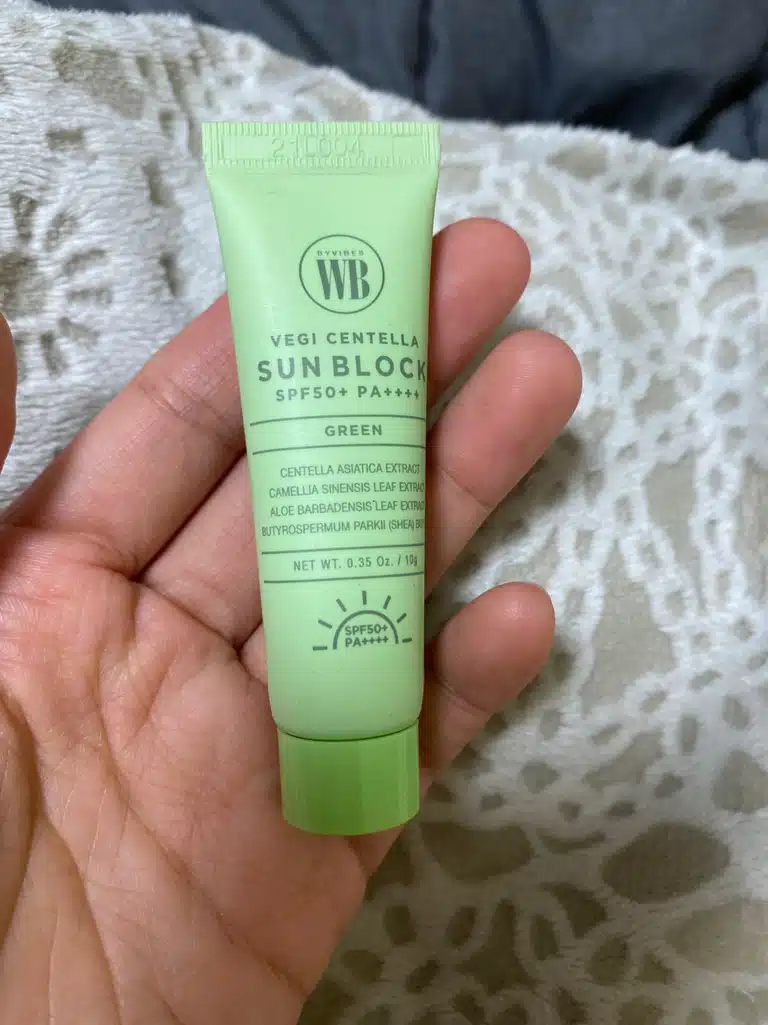 21L004
BYVIBES
WB
VEGI CENTELLA
SUN BLOCK
SPF50+ PA++++
GREEN
CENTELLA ASIATICA EXTRACT
CAMELLIA SINENSIS LEAF EXTRACT
ALOE BARBADENSIS LEAF EXTRACT
BUTYROSPERMUM PARKII (SHEA)
NET WT. 0.35 Oz. / 10g
SPF50+
PA++++